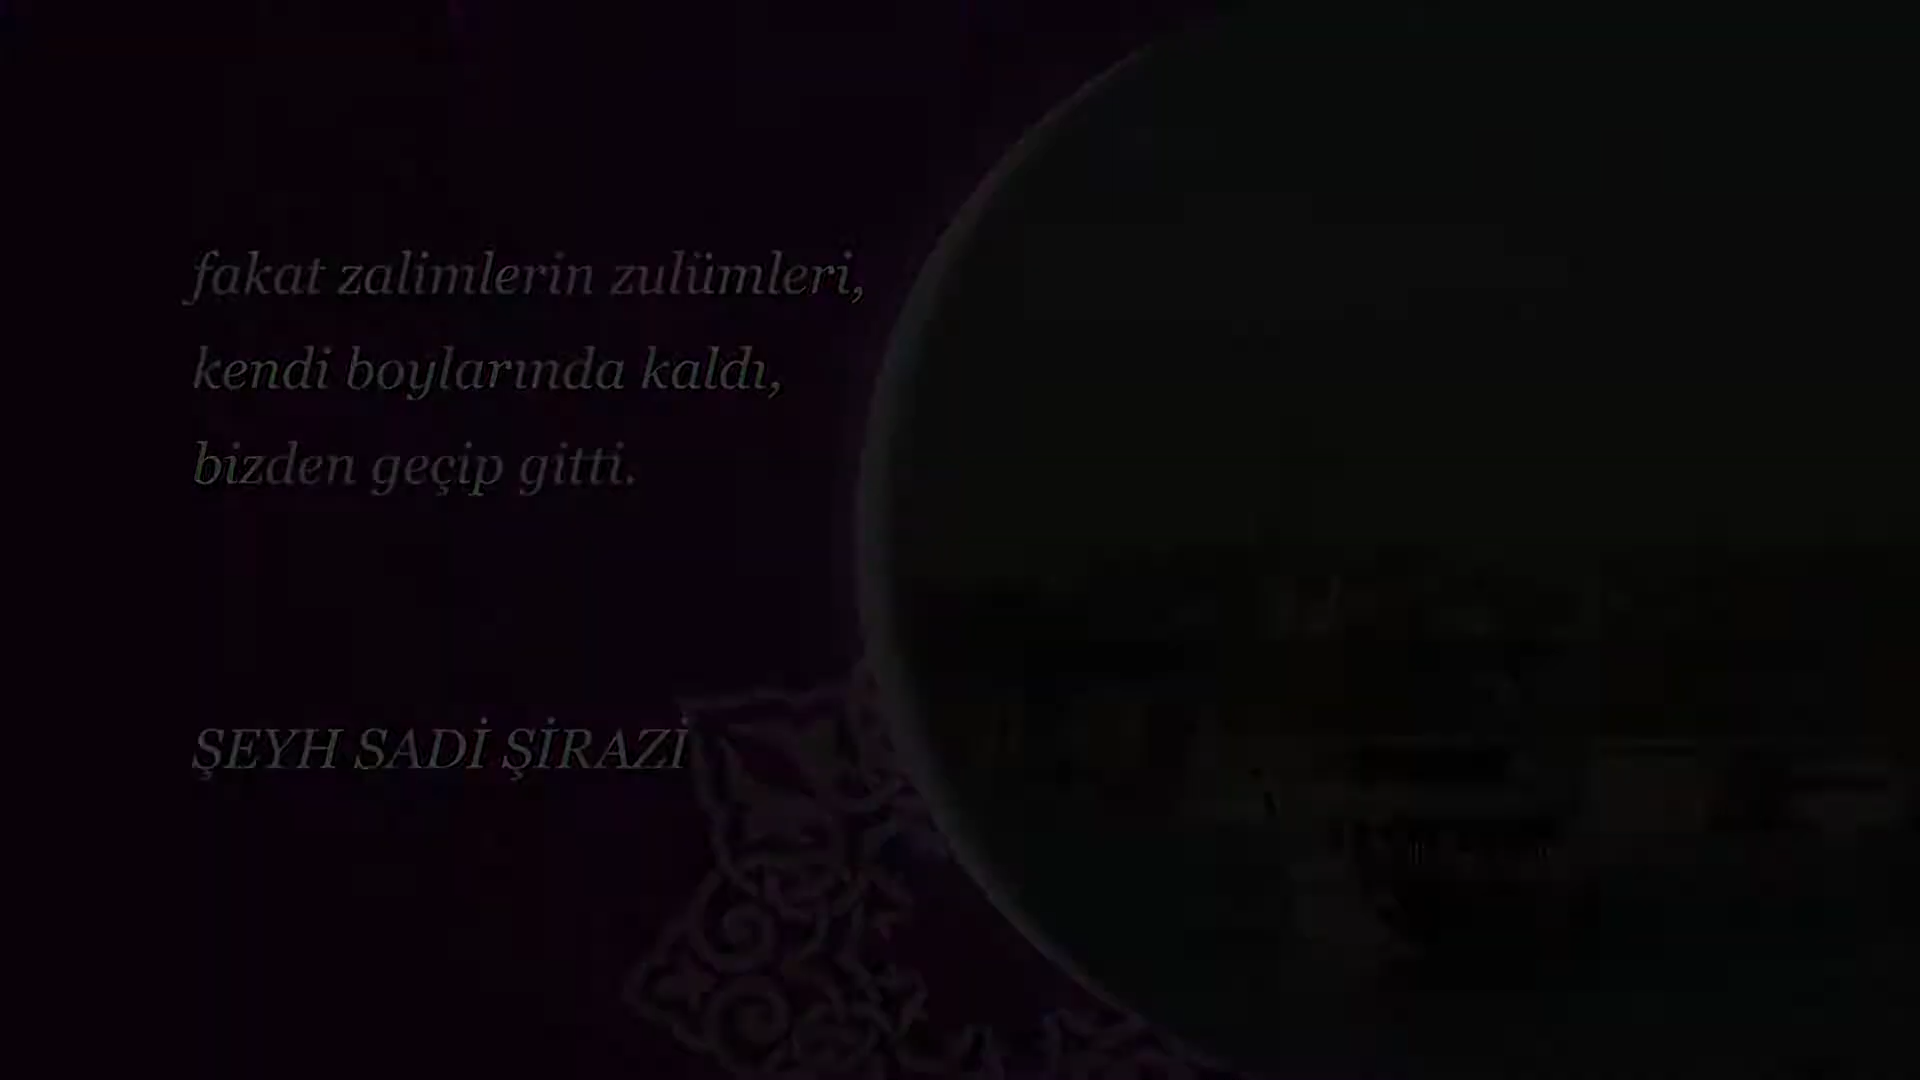 fakat zalimlerin zulümleri,
kendi boylarında kaldı,
bizden geçip gitti.
ŞEYH SADİ ŞİRAZİ